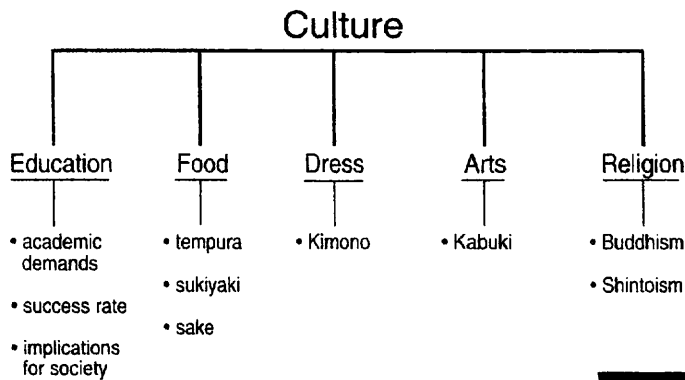 Culture
Education
Food
Dress
Arts
Religion
• academic
demands
• success rate
• implications
for society
• tempura
• sukiyaki
• sake
• Kimono
• Kabuki
• Buddhism
• Shintoism